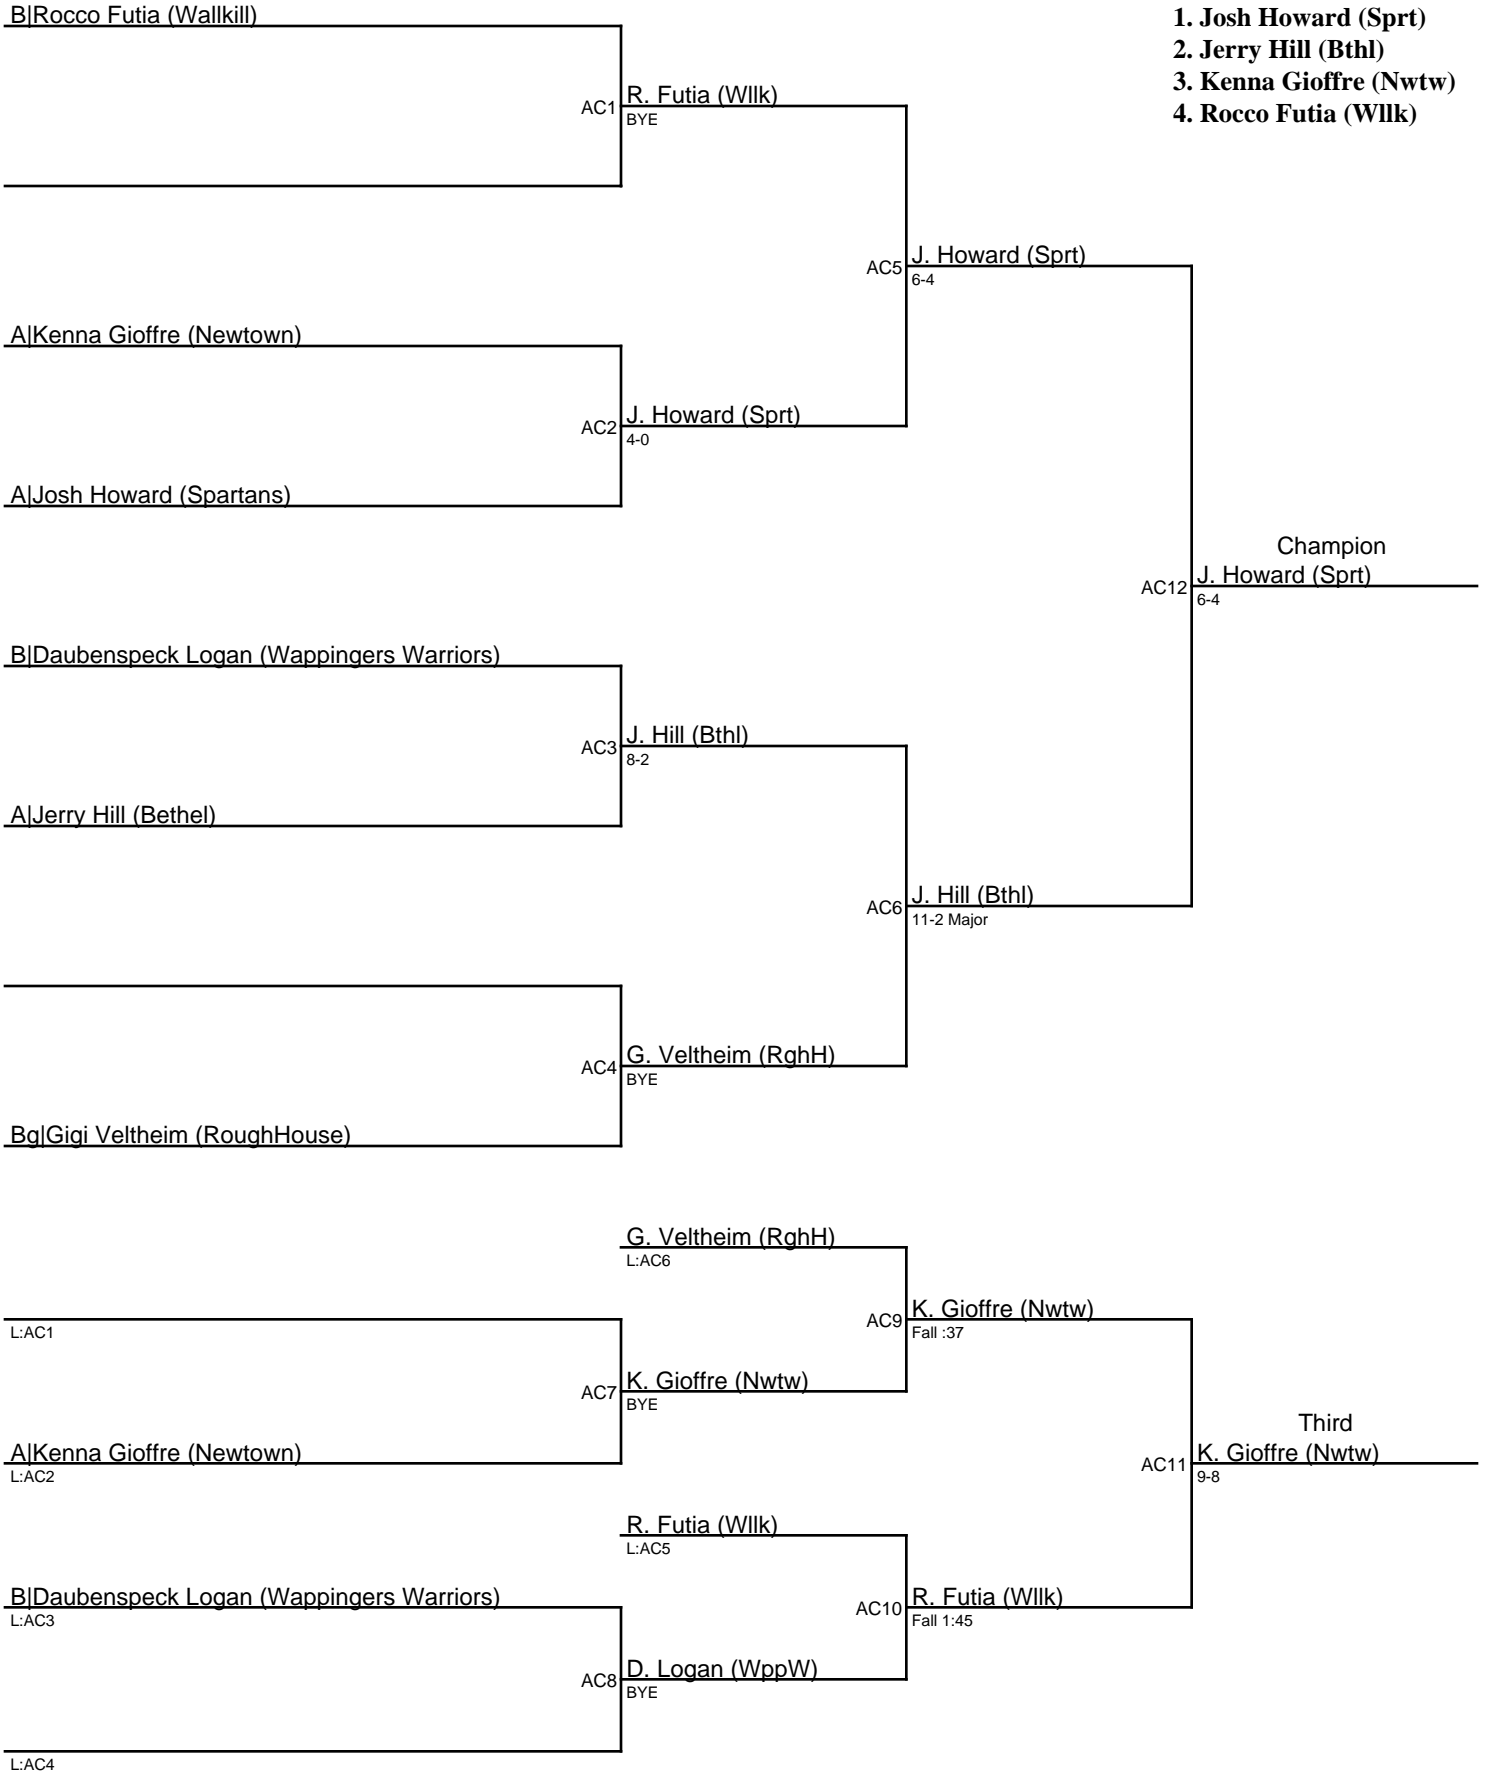 B|Rocco Futia (Wallkill)
1. Josh Howard (Sprt)
2. Jerry Hill (Bthl)
3. Kenna Gioffre (Nwtw)
4. Rocco Futia (Wllk)
AC1
R. Futia (Wllk)
BYE
AC5
J. Howard (Sprt)
6-4
A|Kenna Gioffre (Newtown)
AC2
J. Howard (Sprt)
4-0
A|Josh Howard (Spartans)
Champion
AC12
J. Howard (Sprt)
6-4
B|Daubenspeck Logan (Wappingers Warriors)
AC3
J. Hill (Bthl)
8-2
A|Jerry Hill (Bethel)
AC6
J. Hill (Bthl)
11-2 Major
AC4
G. Veltheim (RghH)
BYE
Bg|Gigi Veltheim (RoughHouse)
G. Veltheim (RghH)
L:AC6
L:AC1
AC9
K. Gioffre (Nwtw)
Fall :37
AC7
K. Gioffre (Nwtw)
BYE
A|Kenna Gioffre (Newtown)
L:AC2
Third
AC11
K. Gioffre (Nwtw)
9-8
R. Futia (Wllk)
L:AC5
B|Daubenspeck Logan (Wappingers Warriors)
L:AC3
AC10
R. Futia (Wllk)
Fall 1:45
AC8
D. Logan (WppW)
BYE
L:AC4